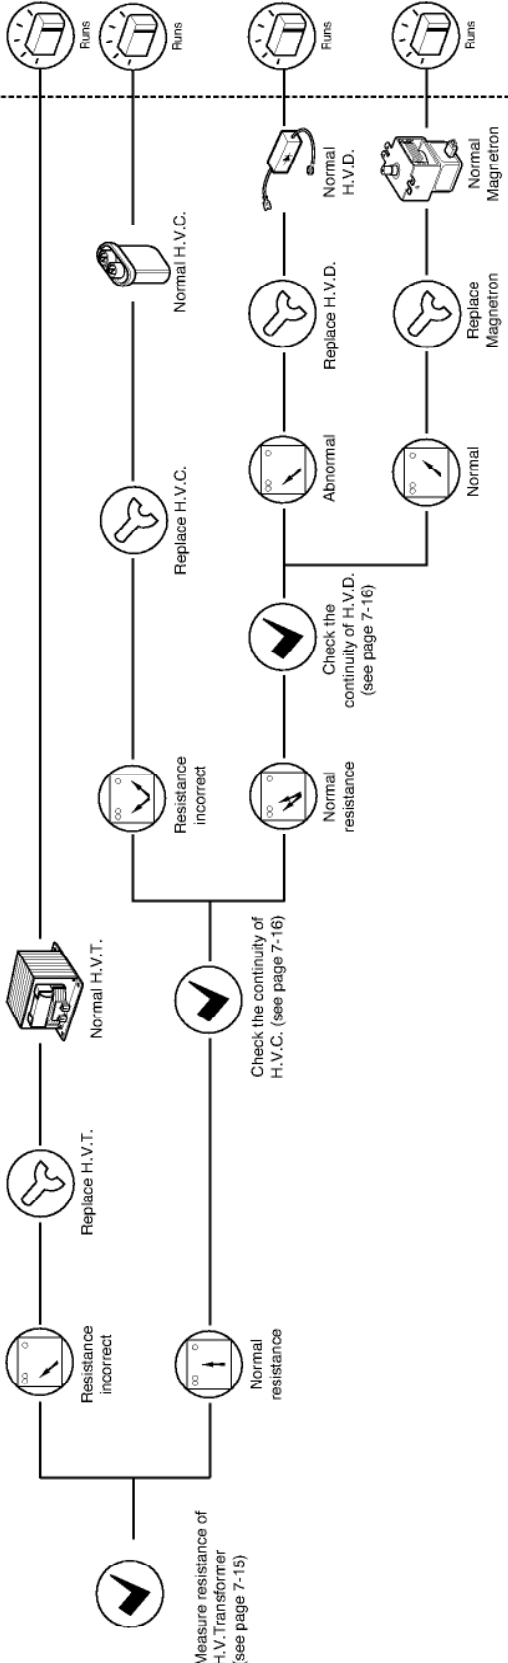 Measure resistance of
H.V.Transformer
(see page 7-15)
Resistance
incorrect
Replace H.V.T.
Normal H.V.T.
Runs
Normal
resistance
Check the continuity of
H.V.C. (see page 7-16)
Resistance
incorrect
Replace H.V.C.
Normal H.V.C.
Runs
Normal
resistance
Check the
continuity of H.V.D.
(see page 7-16)
Abnormal
Replace H.V.D.
Normal
H.V.D.
Runs
Normal
Replace
Magnetron
Normal
Magnetron
Runs